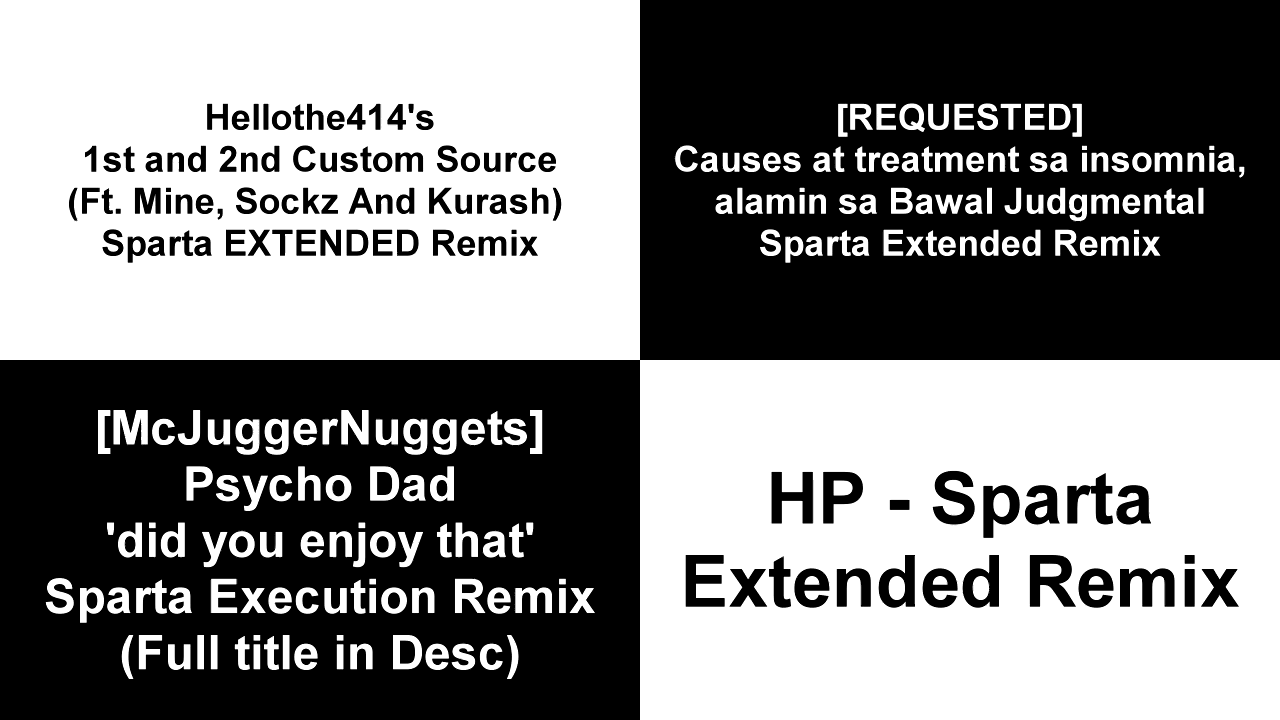 Hellothe414's
1st and 2nd Custom Source
(Ft. Mine, Sockz And Kurash)
Sparta EXTENDED Remix
[REQUESTED]
Causes at treatment sa insomnia,
alamin sa Bawal Judgmental
Sparta Extended Remix
[McJuggerNuggets]
Psycho Dad
'did you enjoy that'
Sparta Execution Remix
(Full title in Desc)
HP - Sparta
Extended Remix